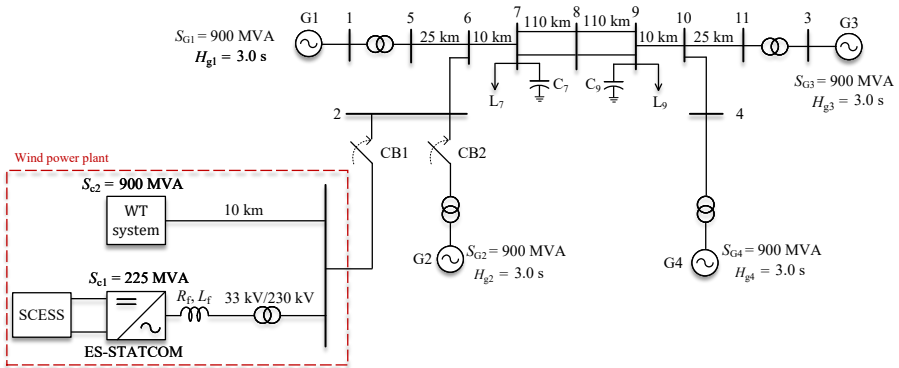 G1 1 5 6 7 8 9 10 11 3 G3
110 km 110 km
S_G1 = 900 MVA
H_g1 = 3.0 s
25 km 10 km 10 km 25 km
L_7 C_7 C_9 L_9
S_G3 = 900 MVA
H_g3 = 3.0 s
2 4
CB1 CB2
Wind power plant
S_c2 = 900 MVA
WT
system
10 km
G2 S_G2 = 900 MVA
H_g2 = 3.0 s
G4 S_G4 = 900 MVA
H_g4 = 3.0 s
S_c1 = 225 MVA
R_f, L_f 33 kV/230 kV
SCESS
ES-STATCOM